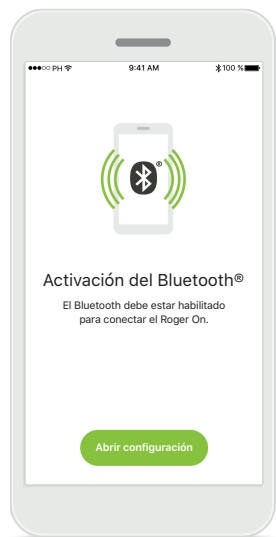 ●●●○○ PH 9:41 AM 100 %
®
Activación del Bluetooth®
El Bluetooth debe estar habilitado
para conectar el Roger On.
Abrir configuración